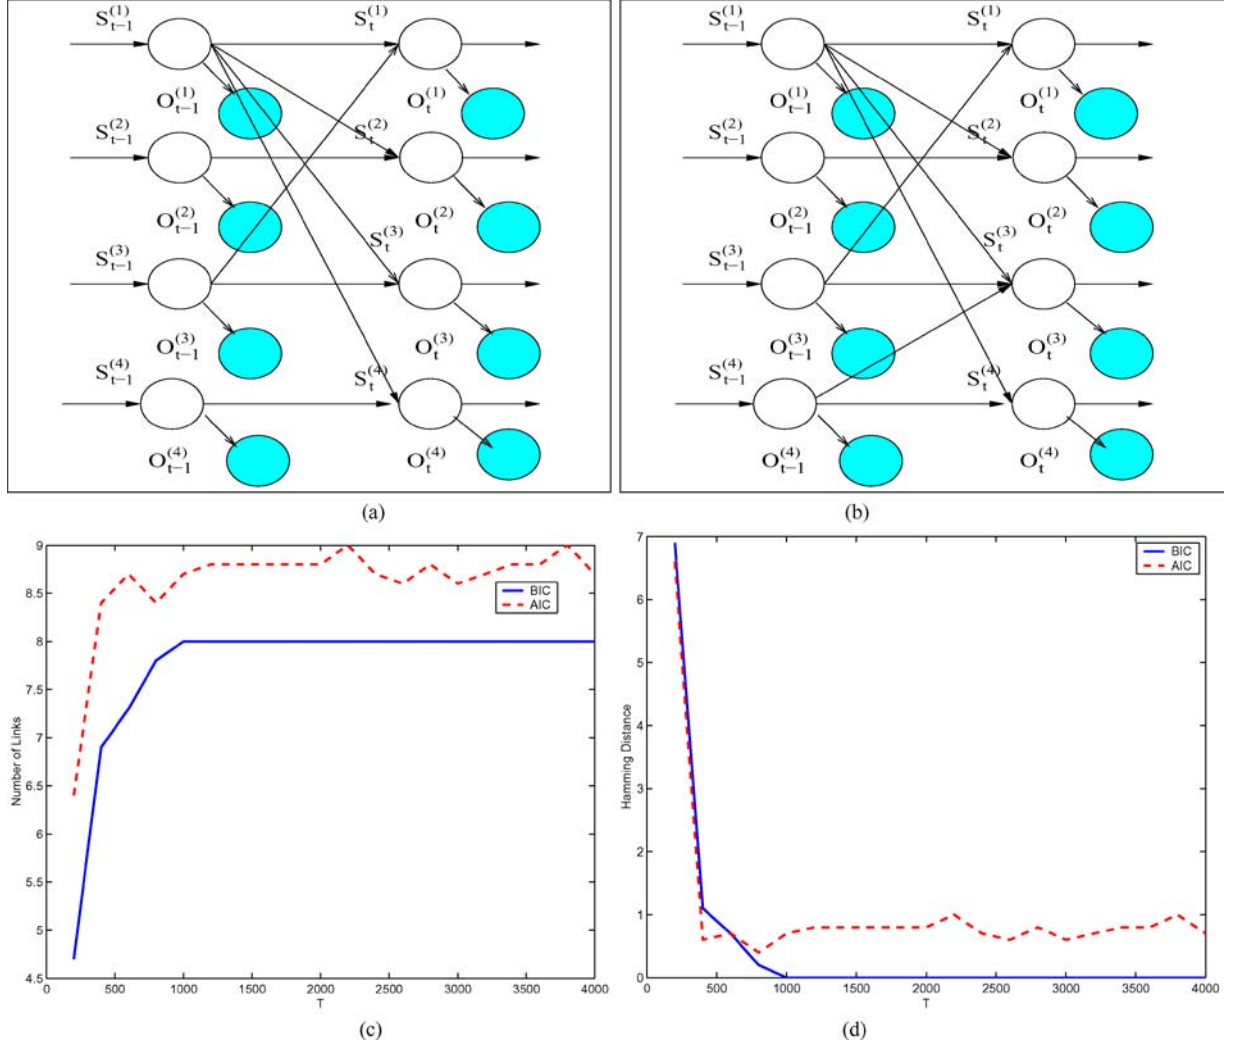 S_{t-1}^{(1)} S_t^{(1)}
O_{t-1}^{(1)} O_t^{(1)}
S_{t-1}^{(2)} S_t^{(2)}
O_{t-1}^{(2)} O_t^{(2)}
S_{t-1}^{(3)} S_t^{(3)}
O_{t-1}^{(3)} O_t^{(3)}
S_{t-1}^{(4)} S_t^{(4)}
O_{t-1}^{(4)} O_t^{(4)}
(a)
S_{t-1}^{(1)} S_t^{(1)}
O_{t-1}^{(1)} O_t^{(1)}
S_{t-1}^{(2)} S_t^{(2)}
O_{t-1}^{(2)} O_t^{(2)}
S_{t-1}^{(3)} S_t^{(3)}
O_{t-1}^{(3)} O_t^{(3)}
S_{t-1}^{(4)} S_t^{(4)}
O_{t-1}^{(4)} O_t^{(4)}
(b)
9
8.5
8
7.5
7
6.5
6
5.5
5
4.5
Number of Links
BIC
AIC
0 500 1000 1500 2000 2500 3000 3500 4000
T
(c)
7
6
5
4
3
2
1
0
Hamming Distance
BIC
AIC
0 500 1000 1500 2000 2500 3000 3500 4000
T
(d)